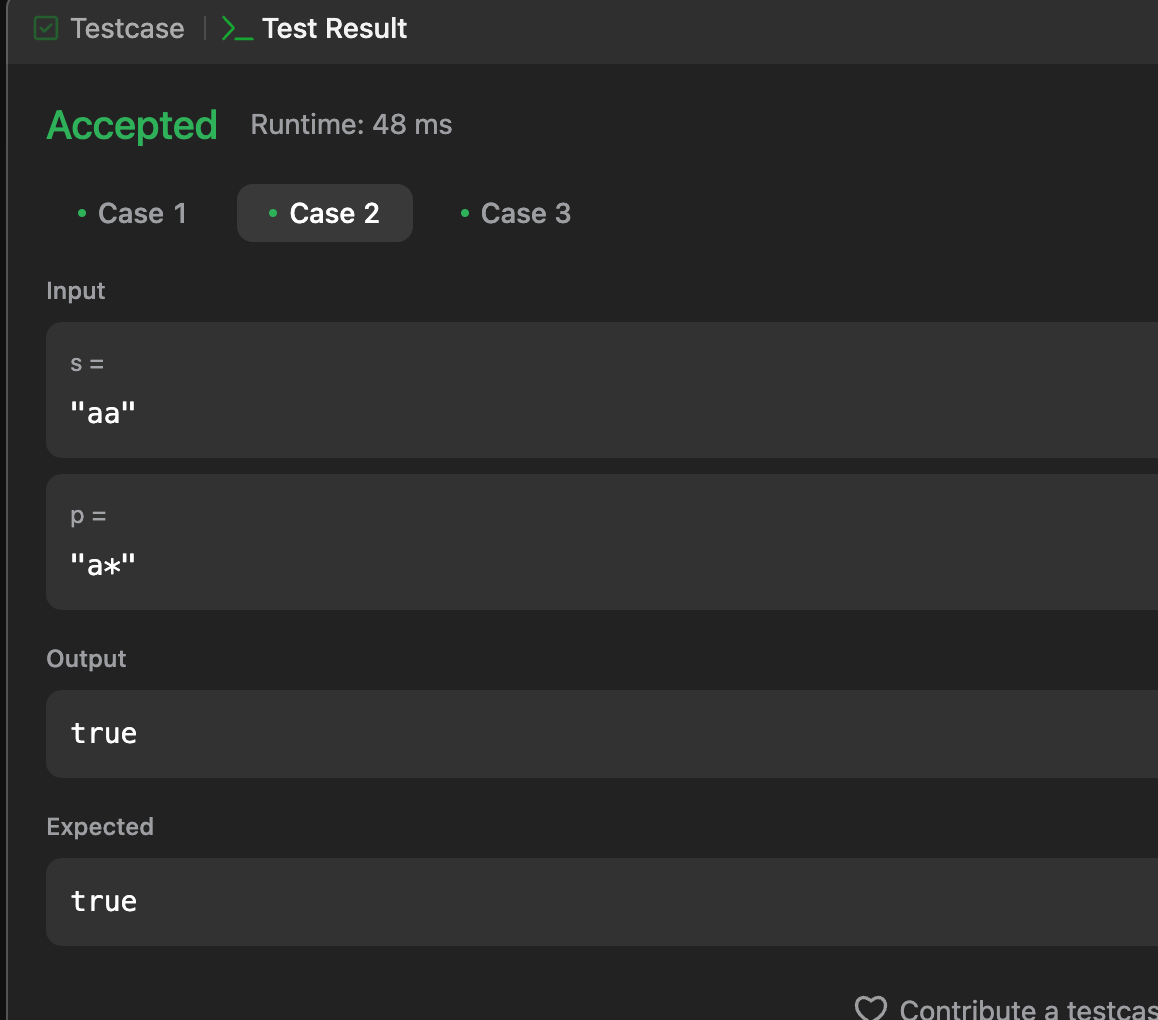 Testcase | >_ Test Result
Accepted Runtime: 48 ms
• Case 1 • Case 2 • Case 3
Input
s =
"aa"
p =
"a*"
Output
true
Expected
true
Contribute a testcas